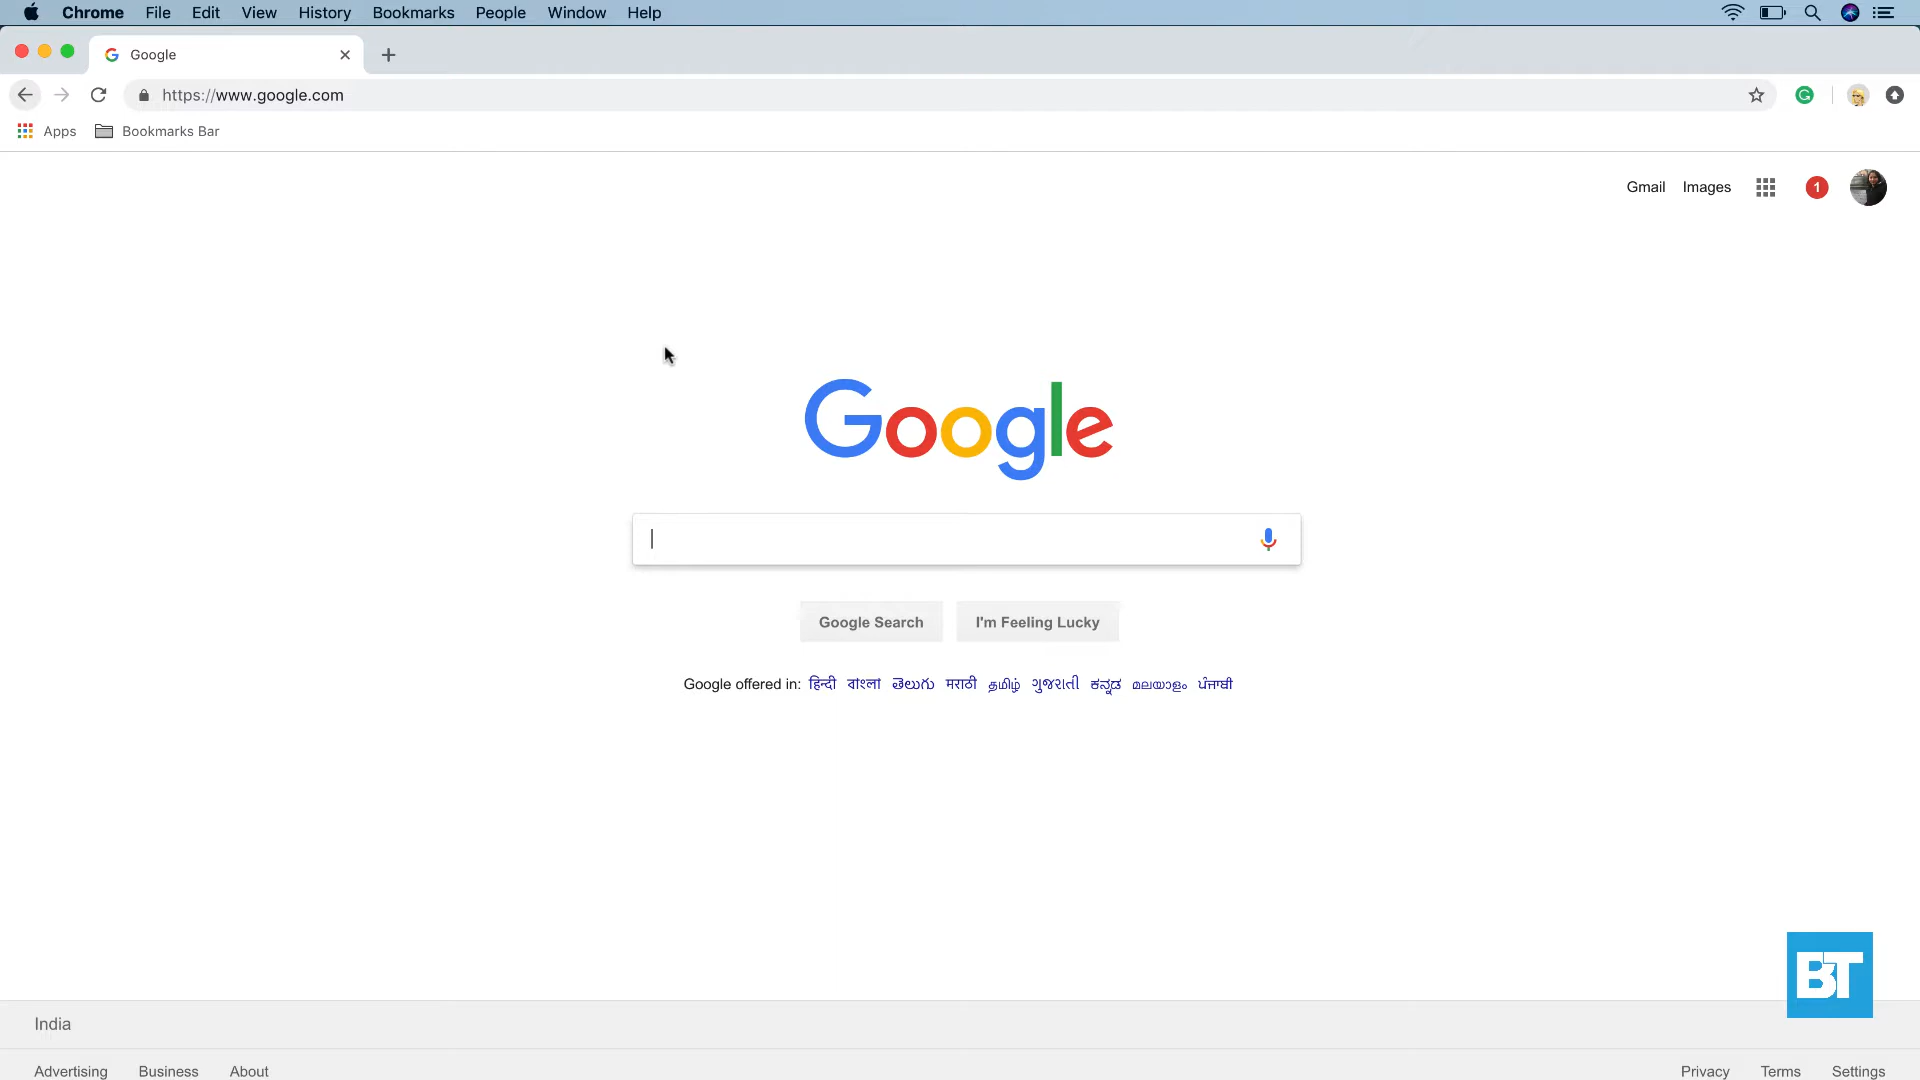 Chrome File Edit View History Bookmarks People Window Help
Google
https://www.google.com
Apps Bookmarks Bar
Gmail Images 1
Google
Google Search I'm Feeling Lucky
Google offered in: हिन्दी বাংলা తెలుగు मराठी தமிழ் ગુજરાતી ಕನ್ನಡ മലയാളം ਪੰਜਾਬੀ
BT
India
Advertising Business About Privacy Terms Settings